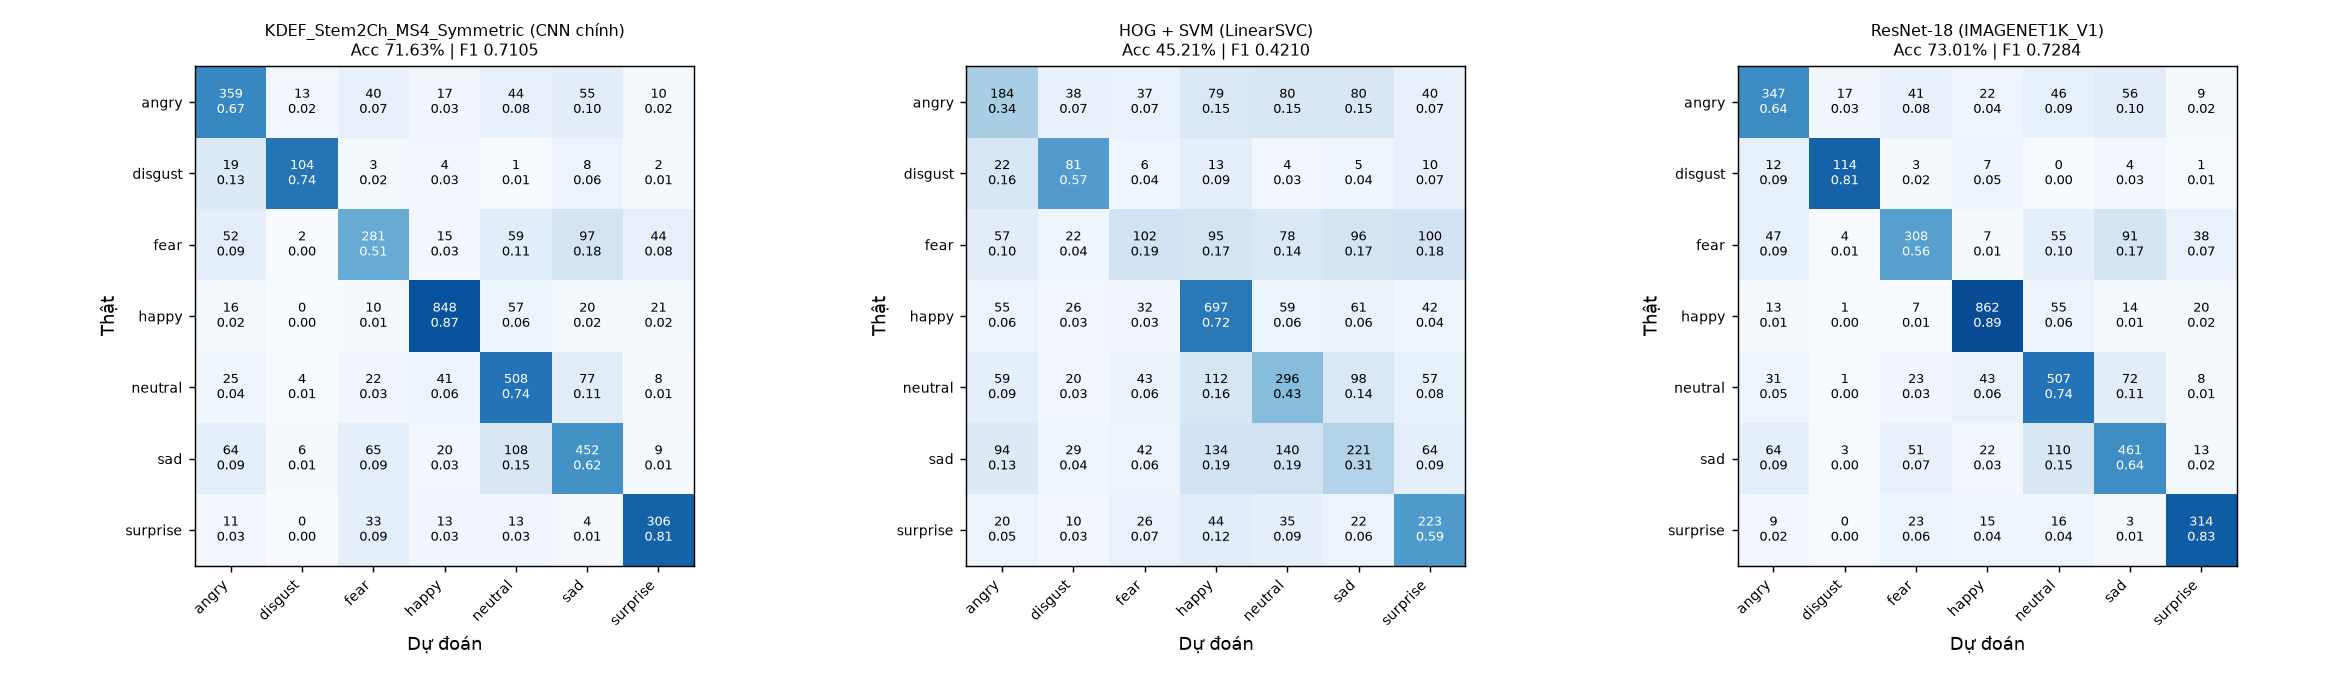 KDEF_Stem2Ch_MS4_Symmetric (CNN chính)
Acc 71.63% | F1 0.7105
angry 359 13 40 17 44 55 10
0.67 0.02 0.07 0.03 0.08 0.10 0.02
disgust 19 104 3 4 1 8 2
0.13 0.74 0.02 0.03 0.01 0.06 0.01
fear 52 2 281 15 59 97 44
0.09 0.00 0.51 0.03 0.11 0.18 0.08
happy 16 0 10 848 57 20 21
0.02 0.00 0.01 0.87 0.06 0.02 0.02
neutral 25 4 22 41 508 77 8
0.04 0.01 0.03 0.06 0.74 0.11 0.01
sad 64 6 65 20 108 452 9
0.09 0.01 0.09 0.03 0.15 0.62 0.01
surprise 11 0 33 13 13 4 306
0.03 0.00 0.09 0.03 0.03 0.01 0.81
angry disgust fear happy neutral sad surprise
Thật
Dự đoán
HOG + SVM (LinearSVC)
Acc 45.21% | F1 0.4210
angry 184 38 37 79 80 80 40
0.34 0.07 0.07 0.15 0.15 0.15 0.07
disgust 22 81 6 13 4 5 10
0.16 0.57 0.04 0.09 0.03 0.04 0.07
fear 57 22 102 95 78 96 100
0.10 0.04 0.19 0.17 0.14 0.17 0.18
happy 55 26 32 697 59 61 42
0.06 0.03 0.03 0.72 0.06 0.06 0.04
neutral 59 20 43 112 296 98 57
0.09 0.03 0.06 0.16 0.43 0.14 0.08
sad 94 29 42 134 140 221 64
0.13 0.04 0.06 0.19 0.19 0.31 0.09
surprise 20 10 26 44 35 22 223
0.05 0.03 0.07 0.12 0.09 0.06 0.59
angry disgust fear happy neutral sad surprise
Thật
Dự đoán
ResNet-18 (IMAGENET1K_V1)
Acc 73.01% | F1 0.7284
angry 347 17 41 22 46 56 9
0.64 0.03 0.08 0.04 0.09 0.10 0.02
disgust 12 114 3 7 0 4 1
0.09 0.81 0.02 0.05 0.00 0.03 0.01
fear 47 4 308 7 55 91 38
0.09 0.01 0.56 0.01 0.10 0.17 0.07
happy 13 1 7 862 55 14 20
0.01 0.00 0.01 0.89 0.06 0.01 0.02
neutral 31 1 23 43 507 72 8
0.05 0.00 0.03 0.06 0.74 0.11 0.01
sad 64 3 51 22 110 461 13
0.09 0.00 0.07 0.03 0.15 0.64 0.02
surprise 9 0 23 15 16 3 314
0.02 0.00 0.06 0.04 0.04 0.01 0.83
angry disgust fear happy neutral sad surprise
Thật
Dự đoán